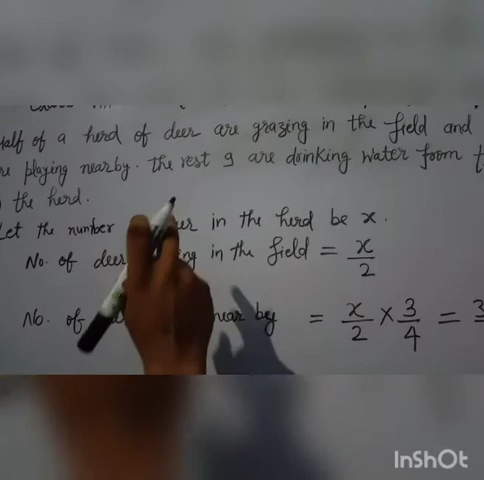 Half of a herd of deer are grazing in the field and
playing nearby. The rest 9 are drinking water from
the herd.
Let the number in the herd be x.
No. of deer in the field = x/2
No. of near by = x/2 × 3/4 = 3
InShOt